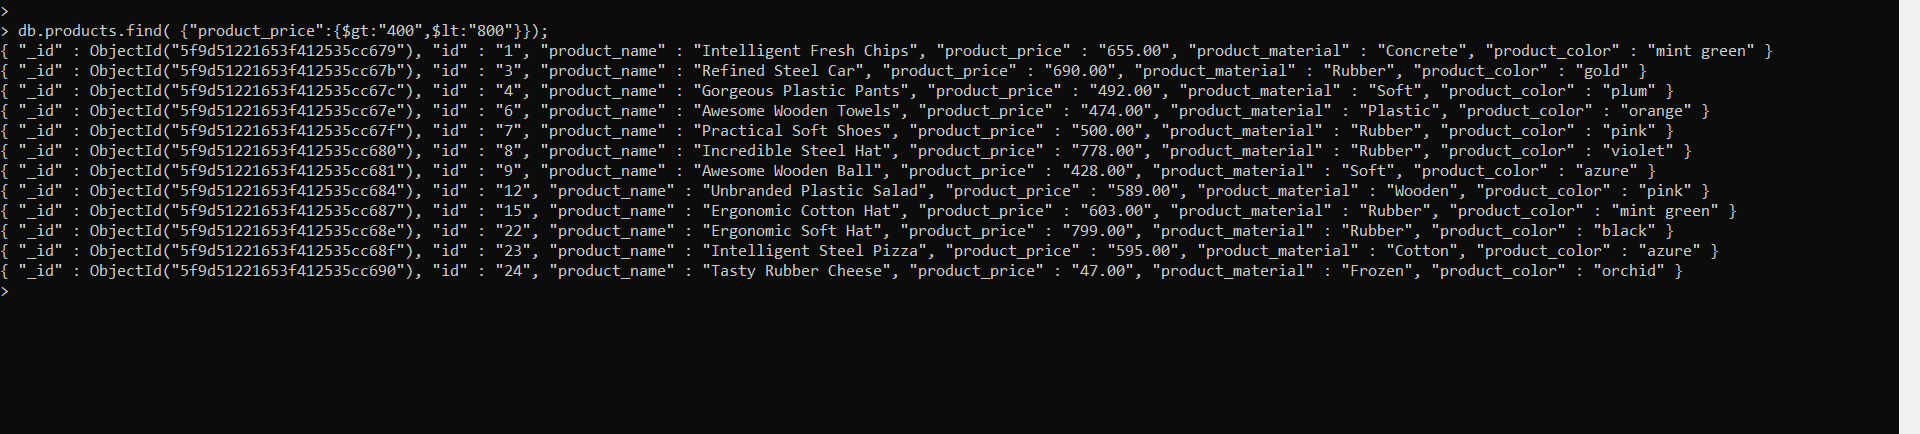 >
> db.products.find( {"product_price":{$gt:"400",$lt:"800"}});
{ "_id" : ObjectId("5f9d51221653f412535cc679"), "id" : "1", "product_name" : "Intelligent Fresh Chips", "product_price" : "655.00", "product_material" : "Concrete", "product_color" : "mint green" }
{ "_id" : ObjectId("5f9d51221653f412535cc67b"), "id" : "3", "product_name" : "Refined Steel Car", "product_price" : "690.00", "product_material" : "Rubber", "product_color" : "gold" }
{ "_id" : ObjectId("5f9d51221653f412535cc67c"), "id" : "4", "product_name" : "Gorgeous Plastic Pants", "product_price" : "492.00", "product_material" : "Soft", "product_color" : "plum" }
{ "_id" : ObjectId("5f9d51221653f412535cc67e"), "id" : "6", "product_name" : "Awesome Wooden Towels", "product_price" : "474.00", "product_material" : "Plastic", "product_color" : "orange" }
{ "_id" : ObjectId("5f9d51221653f412535cc67f"), "id" : "7", "product_name" : "Practical Soft Shoes", "product_price" : "500.00", "product_material" : "Rubber", "product_color" : "pink" }
{ "_id" : ObjectId("5f9d51221653f412535cc680"), "id" : "8", "product_name" : "Incredible Steel Hat", "product_price" : "778.00", "product_material" : "Rubber", "product_color" : "violet" }
{ "_id" : ObjectId("5f9d51221653f412535cc681"), "id" : "9", "product_name" : "Awesome Wooden Ball", "product_price" : "428.00", "product_material" : "Soft", "product_color" : "azure" }
{ "_id" : ObjectId("5f9d51221653f412535cc684"), "id" : "12", "product_name" : "Unbranded Plastic Salad", "product_price" : "589.00", "product_material" : "Wooden", "product_color" : "pink" }
{ "_id" : ObjectId("5f9d51221653f412535cc687"), "id" : "15", "product_name" : "Ergonomic Cotton Hat", "product_price" : "603.00", "product_material" : "Rubber", "product_color" : "mint green" }
{ "_id" : ObjectId("5f9d51221653f412535cc68e"), "id" : "22", "product_name" : "Ergonomic Soft Hat", "product_price" : "799.00", "product_material" : "Rubber", "product_color" : "black" }
{ "_id" : ObjectId("5f9d51221653f412535cc68f"), "id" : "23", "product_name" : "Intelligent Steel Pizza", "product_price" : "595.00", "product_material" : "Cotton", "product_color" : "azure" }
{ "_id" : ObjectId("5f9d51221653f412535cc690"), "id" : "24", "product_name" : "Tasty Rubber Cheese", "product_price" : "47.00", "product_material" : "Frozen", "product_color" : "orchid" }
>